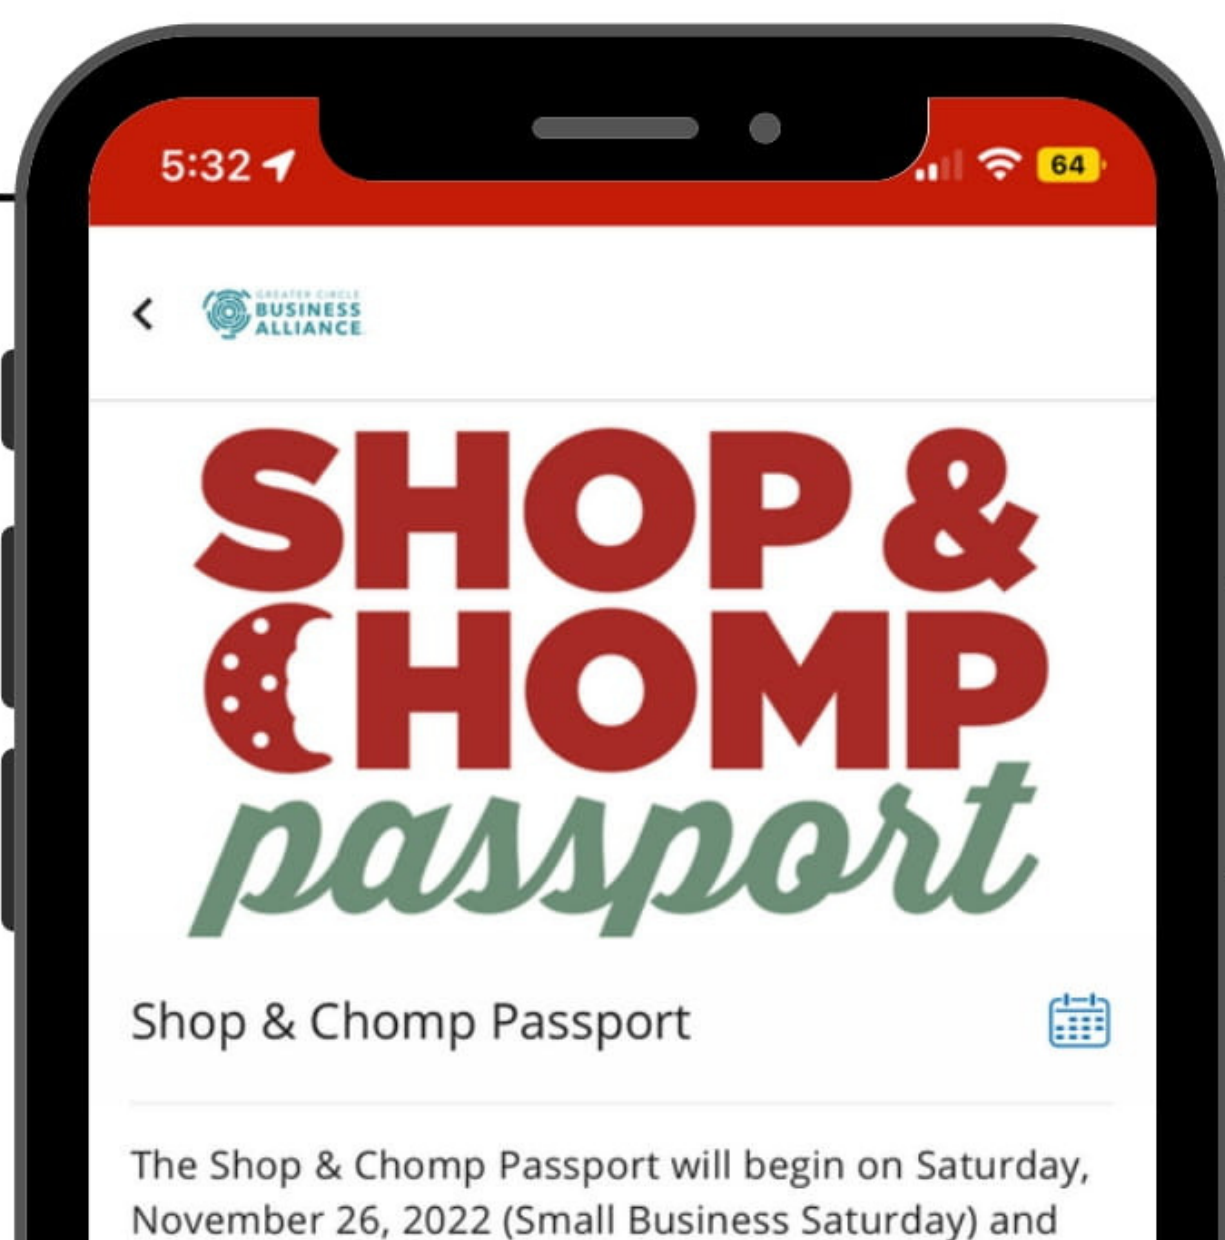 5:32
64
GREATER CIRCLE
BUSINESS
ALLIANCE
SHOP &
CHOMP
passport
Shop & Chomp Passport
The Shop & Chomp Passport will begin on Saturday,
November 26, 2022 (Small Business Saturday) and